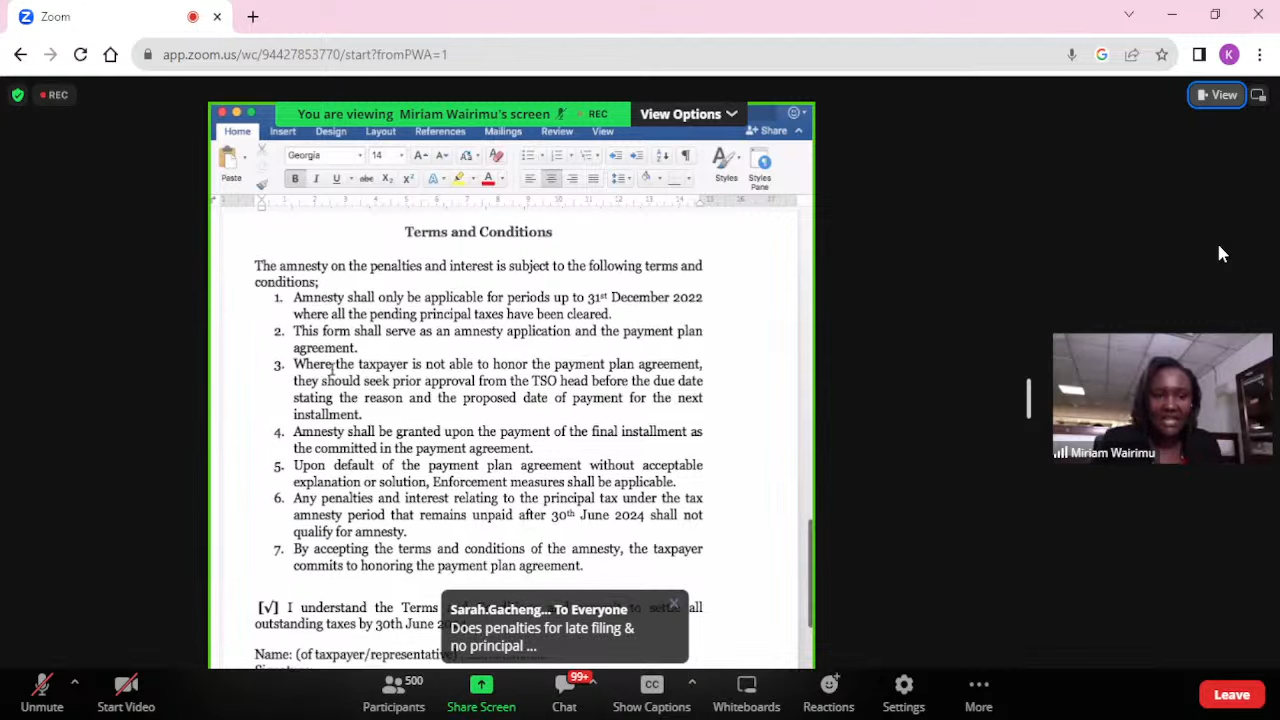 Zoom
app.zoom.us/wc/94427853770/start?fromPWA=1
K
REC
View
You are viewing Miriam Wairimu's screen
REC
View Options
Home Insert Design Layout References Mailings Review View
Share
Paste
Georgia
14
Styles
Styles Pane
Terms and Conditions
The amnesty on the penalties and interest is subject to the following terms and
conditions;
1. Amnesty shall only be applicable for periods up to 31st December 2022
where all the pending principal taxes have been cleared.
2. This form shall serve as an amnesty application and the payment plan
agreement.
3. Where the taxpayer is not able to honor the payment plan agreement,
they should seek prior approval from the TSO head before the due date
stating the reason and the proposed date of payment for the next
installment.
4. Amnesty shall be granted upon the payment of the final installment as
the committed in the payment agreement.
5. Upon default of the payment plan agreement without acceptable
explanation or solution, Enforcement measures shall be applicable.
6. Any penalties and interest relating to the principal tax under the tax
amnesty period that remains unpaid after 30th June 2024 shall not
qualify for amnesty.
7. By accepting the terms and conditions of the amnesty, the taxpayer
commits to honoring the payment plan agreement.
[√] I understand the Terms all
outstanding taxes by 30th June
Name: (of taxpayer/representative)
Sarah.Gacheng... To Everyone
Does penalties for late filing &
no principal ...
Miriam Wairimu
Unmute
Start Video
500
Participants
Share Screen
99+
Chat
CC
Show Captions
Whiteboards
Reactions
Settings
More
Leave